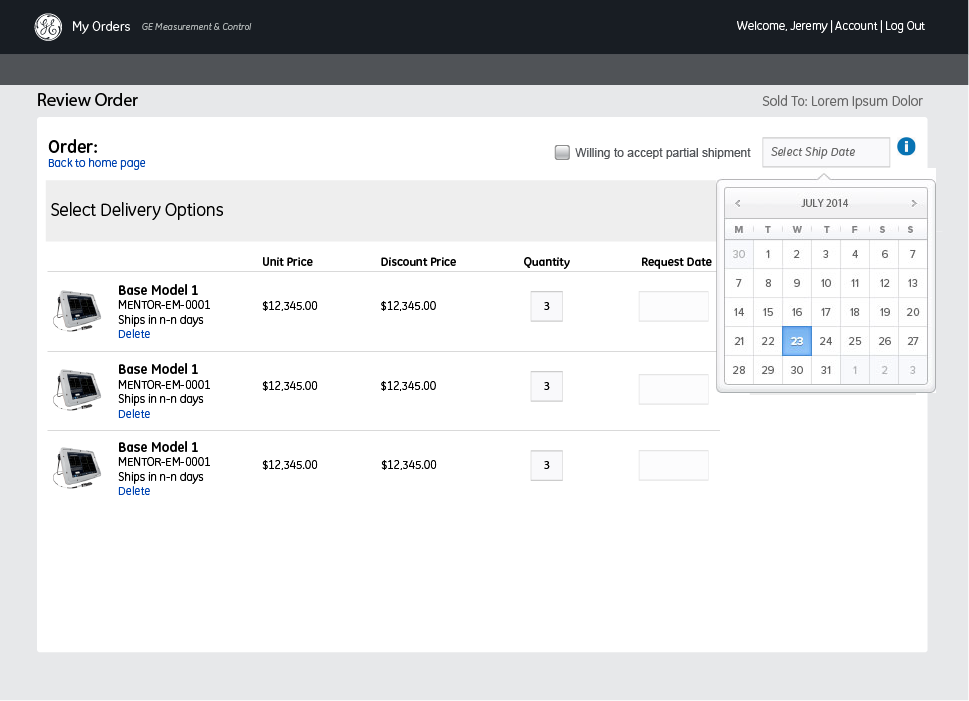 My Orders GE Measurement & Control Welcome, Jeremy | Account | Log Out
Review Order Sold To: Lorem Ipsum Dolor
Order:
Back to home page
Willing to accept partial shipment Select Ship Date i
Select Delivery Options
JULY 2014
M T W T F S S
30 1 2 3 4 6 7
7 8 9 10 11 12 13
14 15 16 17 18 19 20
21 22 23 24 25 26 27
28 29 30 31 1 2 3
Unit Price Discount Price Quantity Request Date
Base Model 1
MENTOR-EM-0001 $12,345.00 $12,345.00 3
Ships in n-n days
Delete
Base Model 1
MENTOR-EM-0001 $12,345.00 $12,345.00 3
Ships in n-n days
Delete
Base Model 1
MENTOR-EM-0001 $12,345.00 $12,345.00 3
Ships in n-n days
Delete